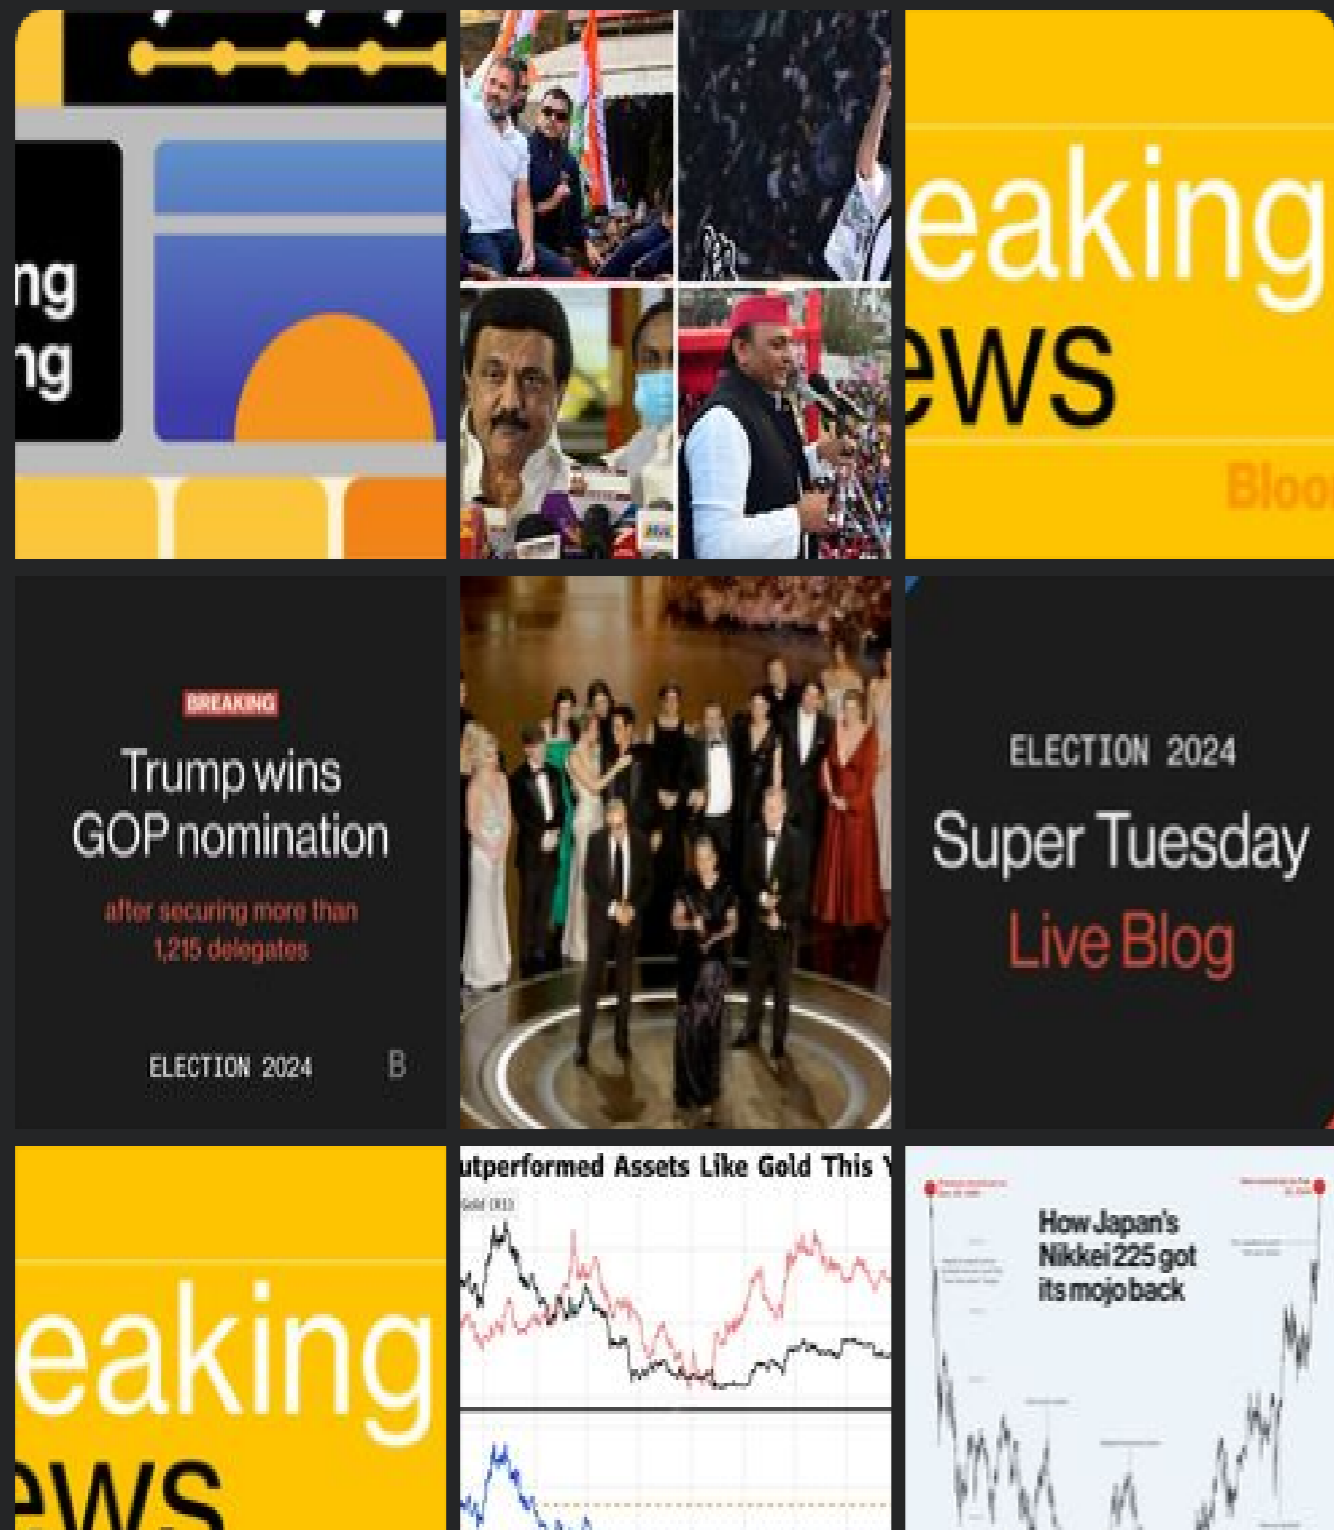 ng
ng
eaking
ews
Bloo
BREAKING
Trump wins
GOP nomination
after securing more than
1,215 delegates
ELECTION 2024
B
ELECTION 2024
Super Tuesday
Live Blog
eaking
ews
utperformed Assets Like Gold This Y
Gold (R1)
How Japan's
Nikkei 225 got
its mojo back